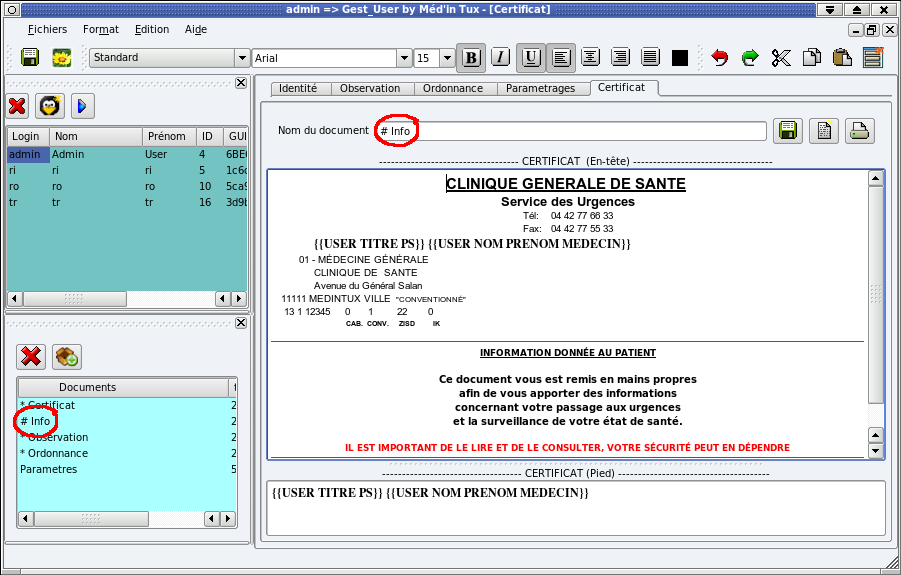 admin => Gest_User by Méd'in Tux - [Certificat]
Fichiers Format Edition Aide
Standard Arial 15 B I U
Identité Observation Ordonnance Parametrages Certificat
Nom du document # Info
Login Nom Prénom ID GUI
admin Admin User 4 6BE
ri ri ri 5 1c6
ro ro ro 10 5ca9
tr tr tr 16 3d9b
Documents
* Certificat 2
# Info 2
* Observation 2
* Ordonnance 2
Parametres 5
CERTIFICAT (En-tête)
CLINIQUE GENERALE DE SANTE
Service des Urgences
Tél: 04 42 77 66 33
Fax: 04 42 77 55 33
{{USER TITRE PS}} {{USER NOM PRENOM MEDECIN}}
01 - MÉDECINE GÉNÉRALE
CLINIQUE DE SANTE
Avenue du Général Salan
11111 MEDINTUX VILLE "CONVENTIONNÉ"
13 1 12345 0 1 22 0
CAB. CONV. ZISD IK
INFORMATION DONNÉE AU PATIENT
Ce document vous est remis en mains propres
afin de vous apporter des informations
concernant votre passage aux urgences
et la surveillance de votre état de santé.
IL EST IMPORTANT DE LE LIRE ET DE LE CONSULTER, VOTRE SÉCURITÉ PEUT EN DÉPENDRE
CERTIFICAT (Pied)
{{USER TITRE PS}} {{USER NOM PRENOM MEDECIN}}